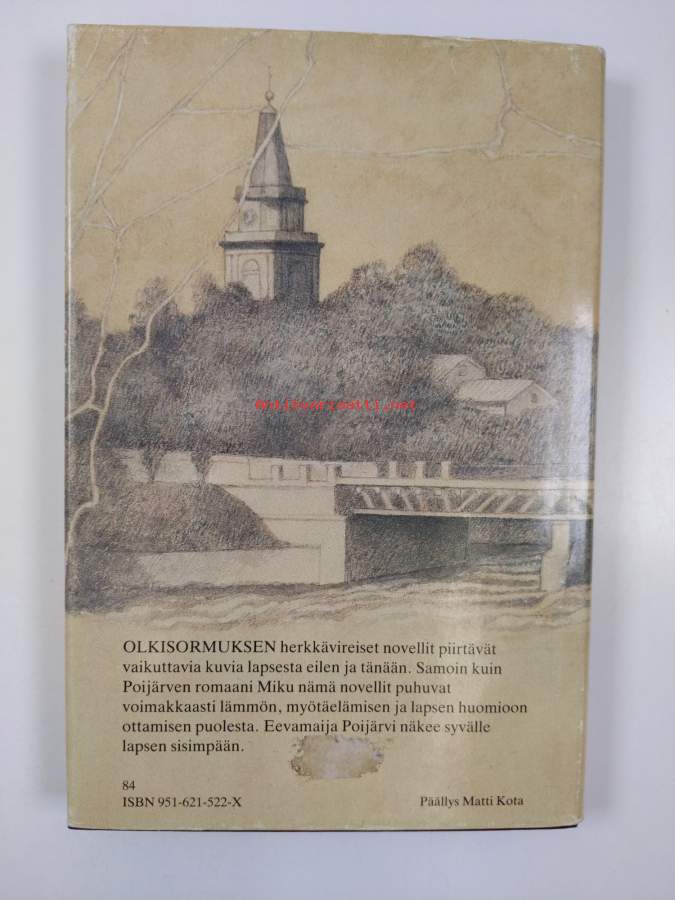 Antikvariaatti.net
OLKISORMUKSEN herkkävireiset novellit piirtävät
vaikuttavia kuvia lapsesta eilen ja tänään. Samoin kuin
Poijärven romaani Miku nämä novellit puhuvat
voimakkaasti lämmön, myötäelämisen ja lapsen huomioon
ottamisen puolesta. Eevamaija Poijärvi näkee syvälle
lapsen sisimpään.
84
ISBN 951-621-522-X
Päällys Matti Kota